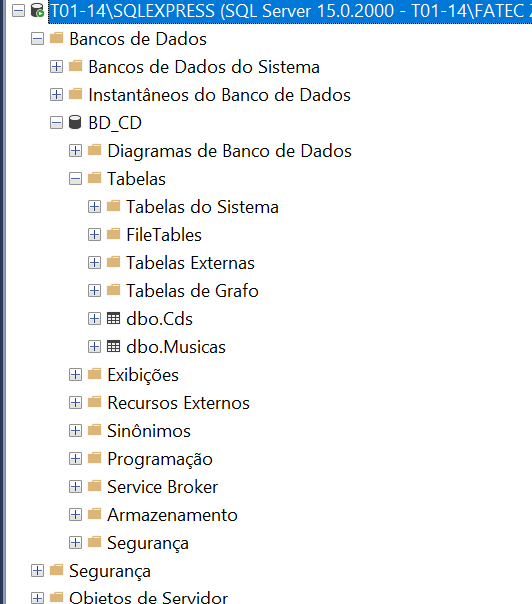 T01-14\SQLEXPRESS (SQL Server 15.0.2000 - T01-14\FATEC
Bancos de Dados
Bancos de Dados do Sistema
Instantâneos do Banco de Dados
BD_CD
Diagramas de Banco de Dados
Tabelas
Tabelas do Sistema
FileTables
Tabelas Externas
Tabelas de Grafo
dbo.Cds
dbo.Musicas
Exibições
Recursos Externos
Sinônimos
Programação
Service Broker
Armazenamento
Segurança
Segurança
Objetos de Servidor